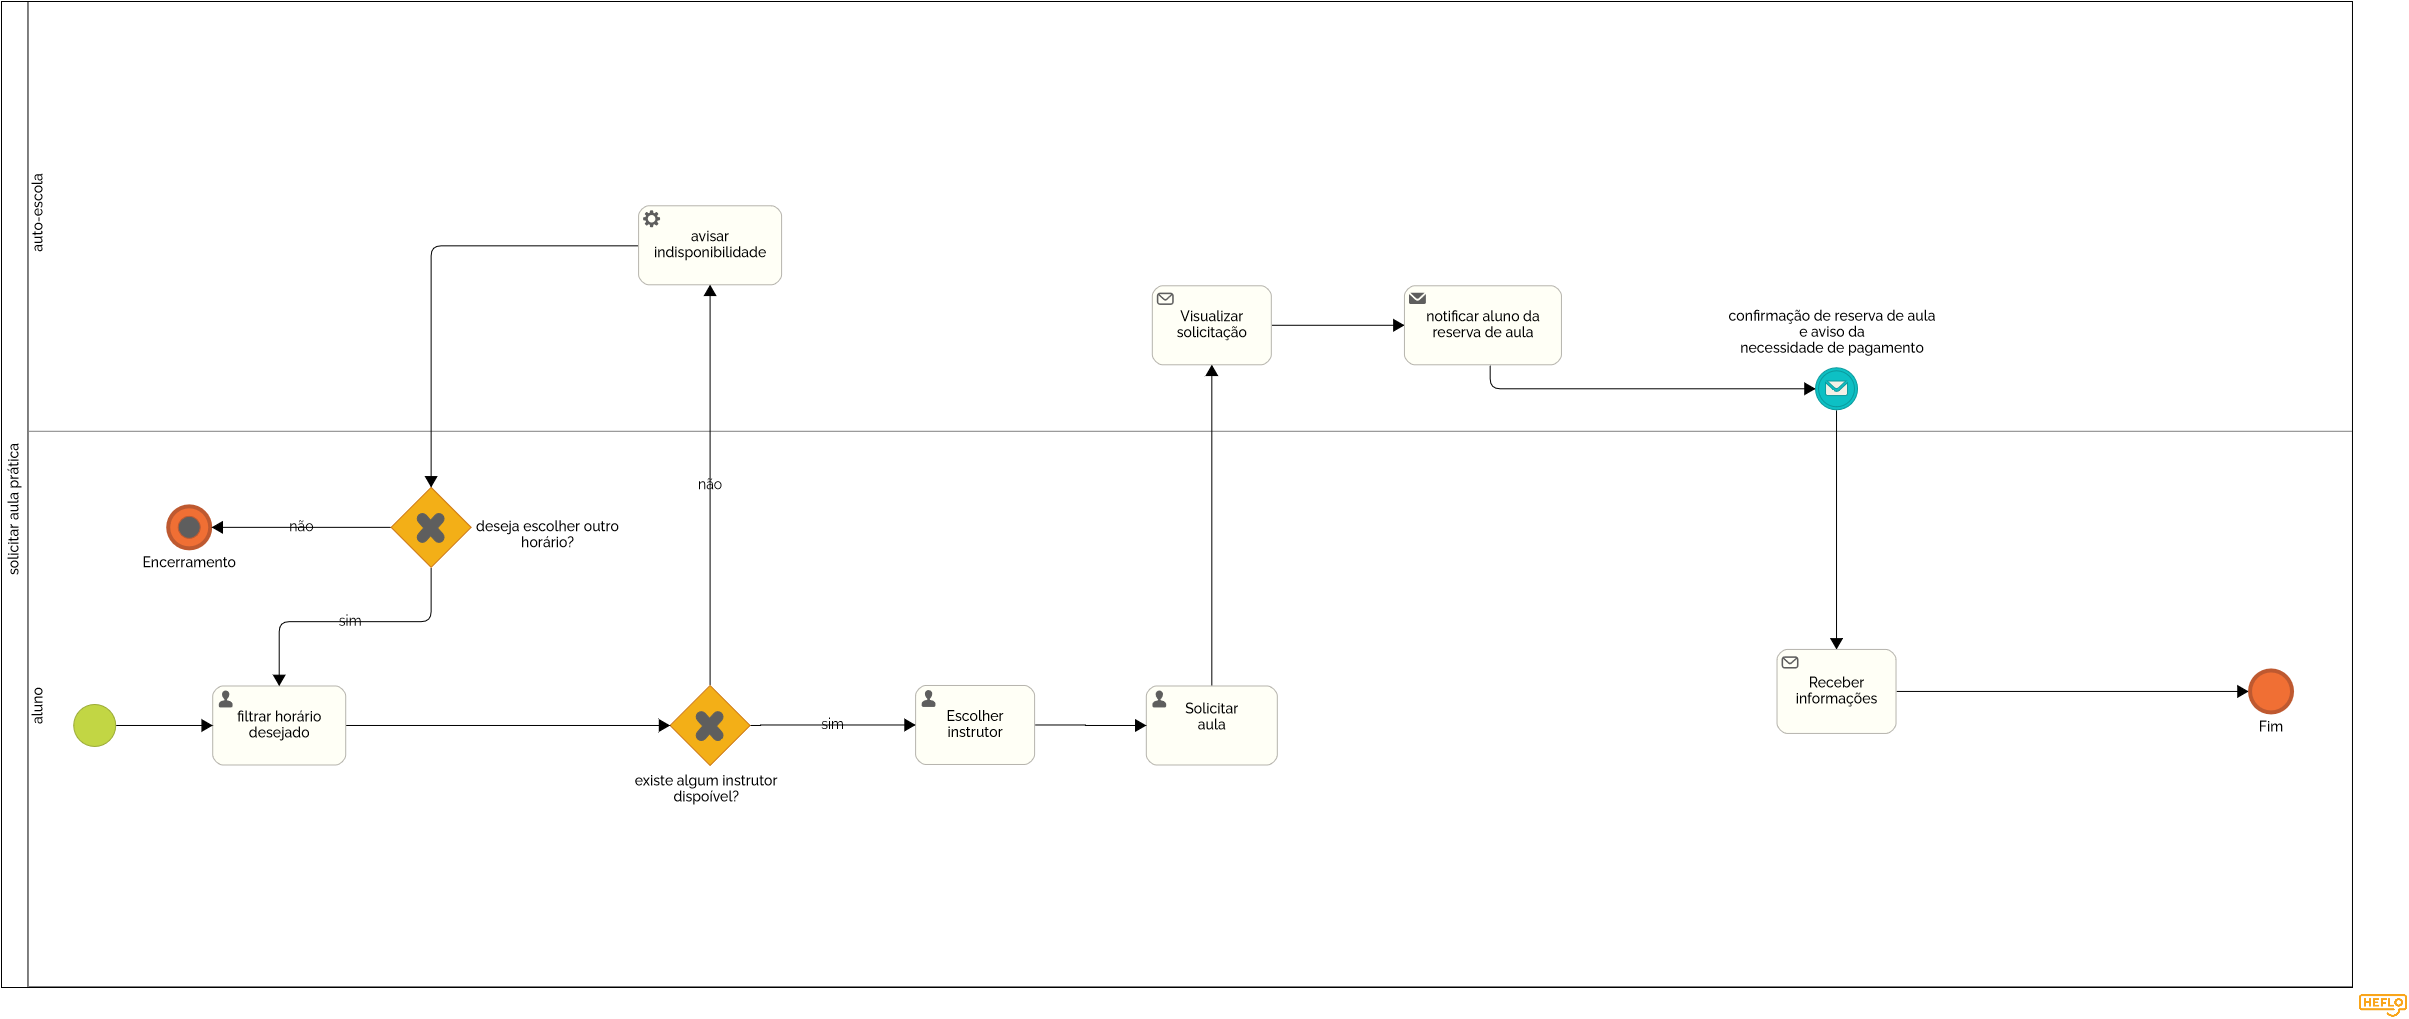 solicitar aula prática
auto-escola
avisar
indisponibilidade
Visualizar
solicitação
notificar aluno da
reserva de aula
confirmação de reserva de aula
e aviso da
necessidade de pagamento
não
não
deseja escolher outro
horário?
Encerramento
sim
aluno
filtrar horário
desejado
existe algum instrutor
dispoível?
sim
Escolher
instrutor
Solicitar
aula
Receber
informações
Fim
HEFLO